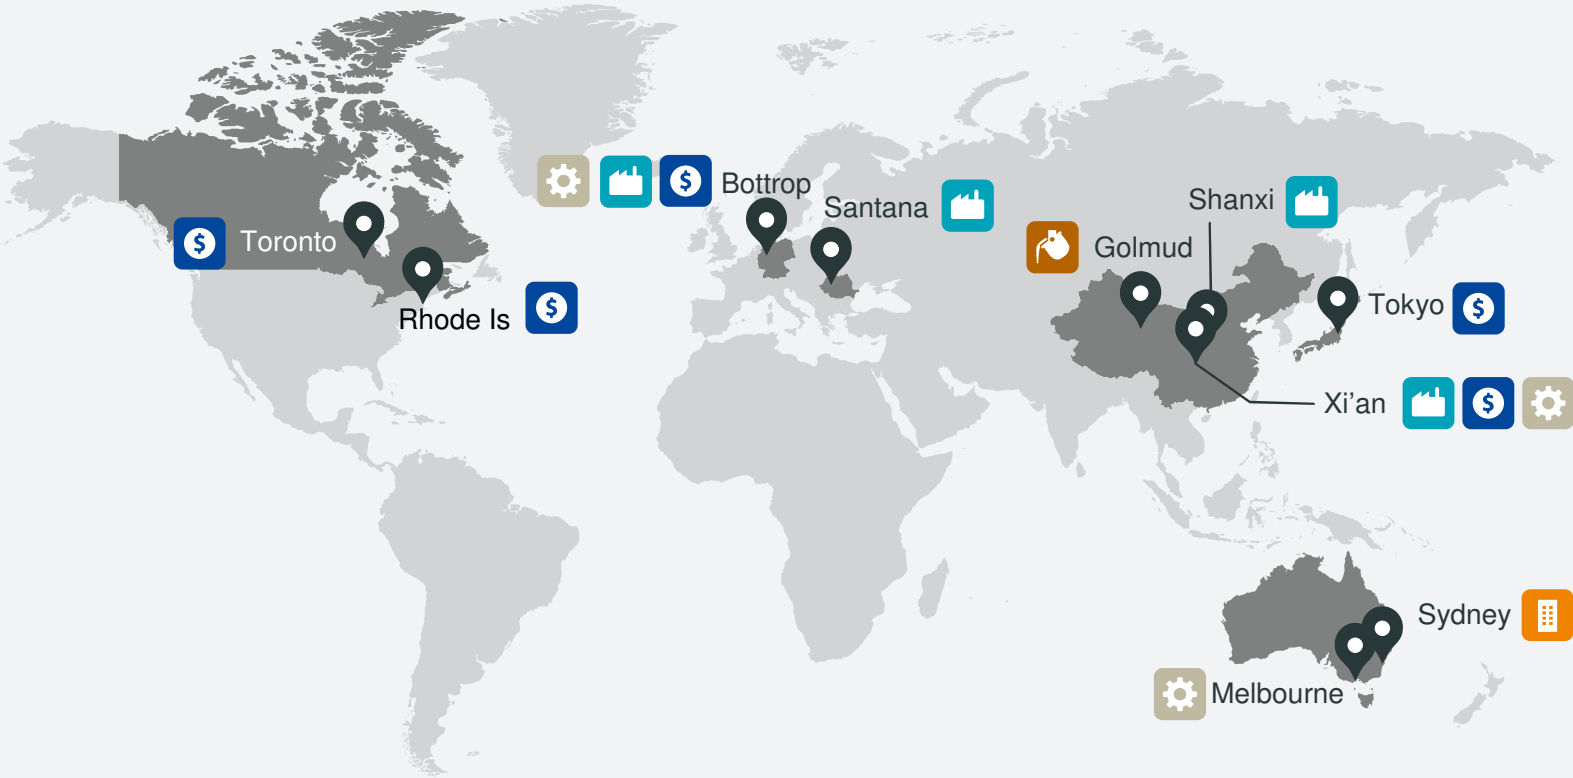 Bottrop
Santana
Shanxi
Toronto
Golmud
Rhode Is
Tokyo
Xi’an
Sydney
Melbourne
$
$
$
$
$